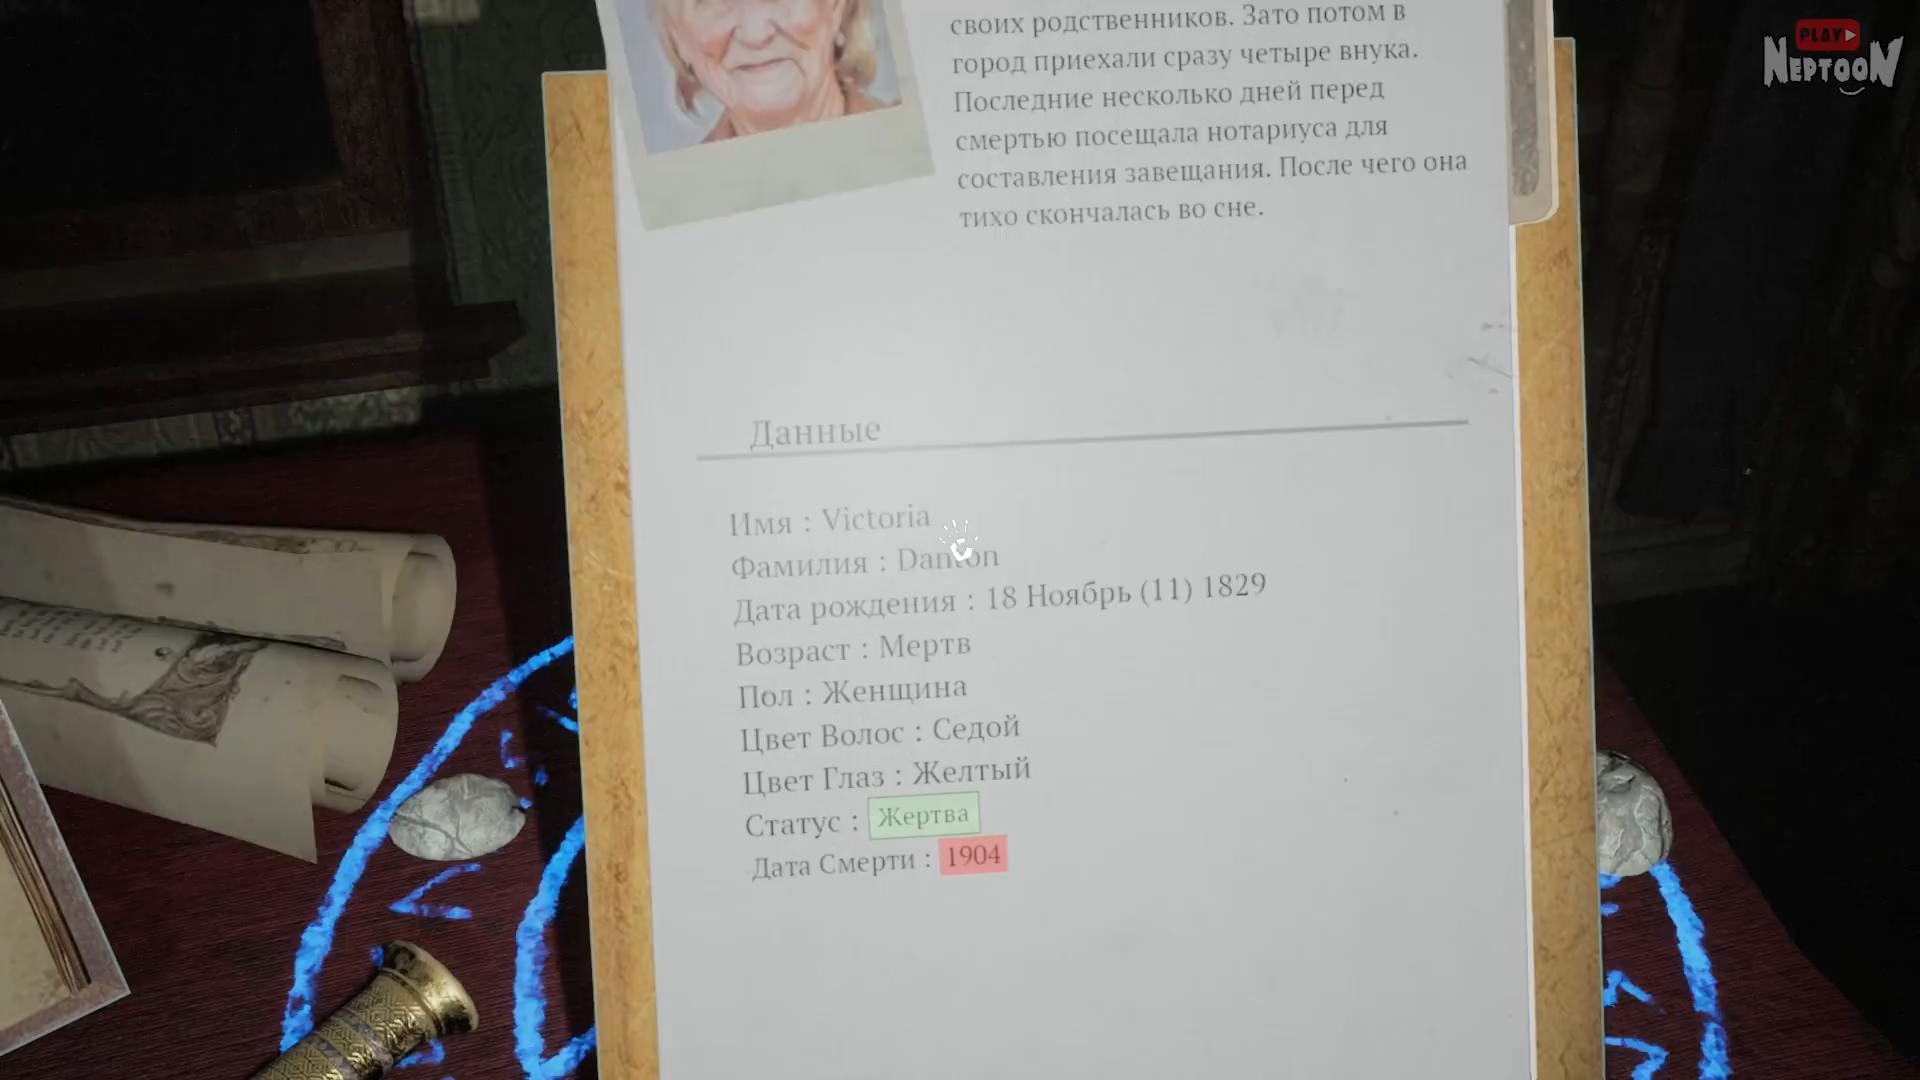 PLAY
NEPTOON
своих родственников. Зато потом в
город приехали сразу четыре внука.
Последние несколько дней перед
смертью посещала нотариуса для
составления завещания. После чего она
тихо скончалась во сне.
Данные
Имя : Victoria
Фамилия : Danton
Дата рождения : 18 Ноябрь (11) 1829
Возраст : Мертв
Пол : Женщина
Цвет Волос : Седой
Цвет Глаз : Желтый
Статус : Жертва
Дата Смерти : 1904